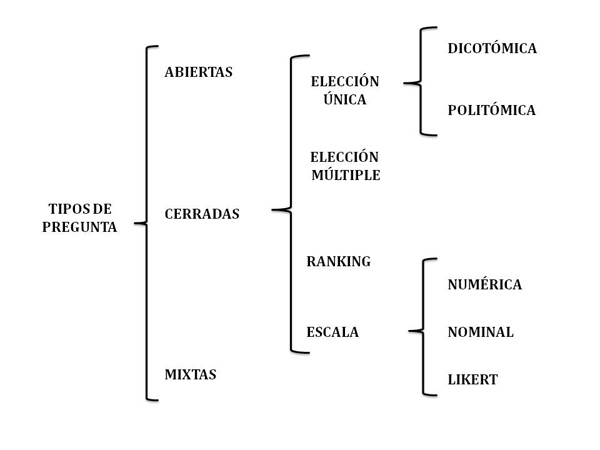 TIPOS DE
PREGUNTA
ABIERTAS
CERRADAS
MIXTAS
ELECCIÓN
ÚNICA
ELECCIÓN
MÚLTIPLE
RANKING
ESCALA
DICOTÓMICA
POLITÓMICA
NUMÉRICA
NOMINAL
LIKERT